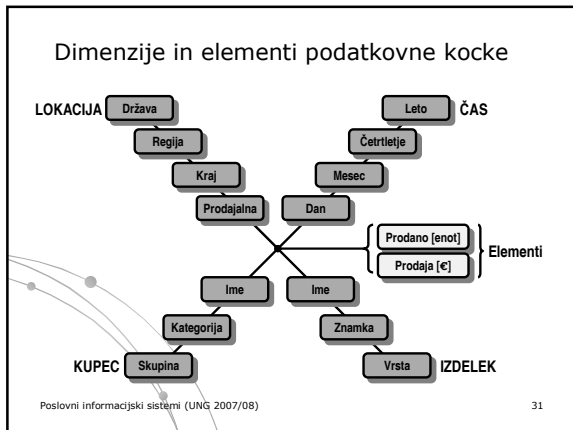 Dimenzije in elementi podatkovne kocke
LOKACIJA
Država
Leto
ČAS
Regija
Četrtletje
Kraj
Mesec
Prodajalna
Dan
Prodano [enot]
Elementi
Prodaja [€]
Ime
Ime
Kategorija
Znamka
KUPEC
Skupina
Vrsta
IZDELEK
Poslovni informacijski sistemi (UNG 2007/08)
31